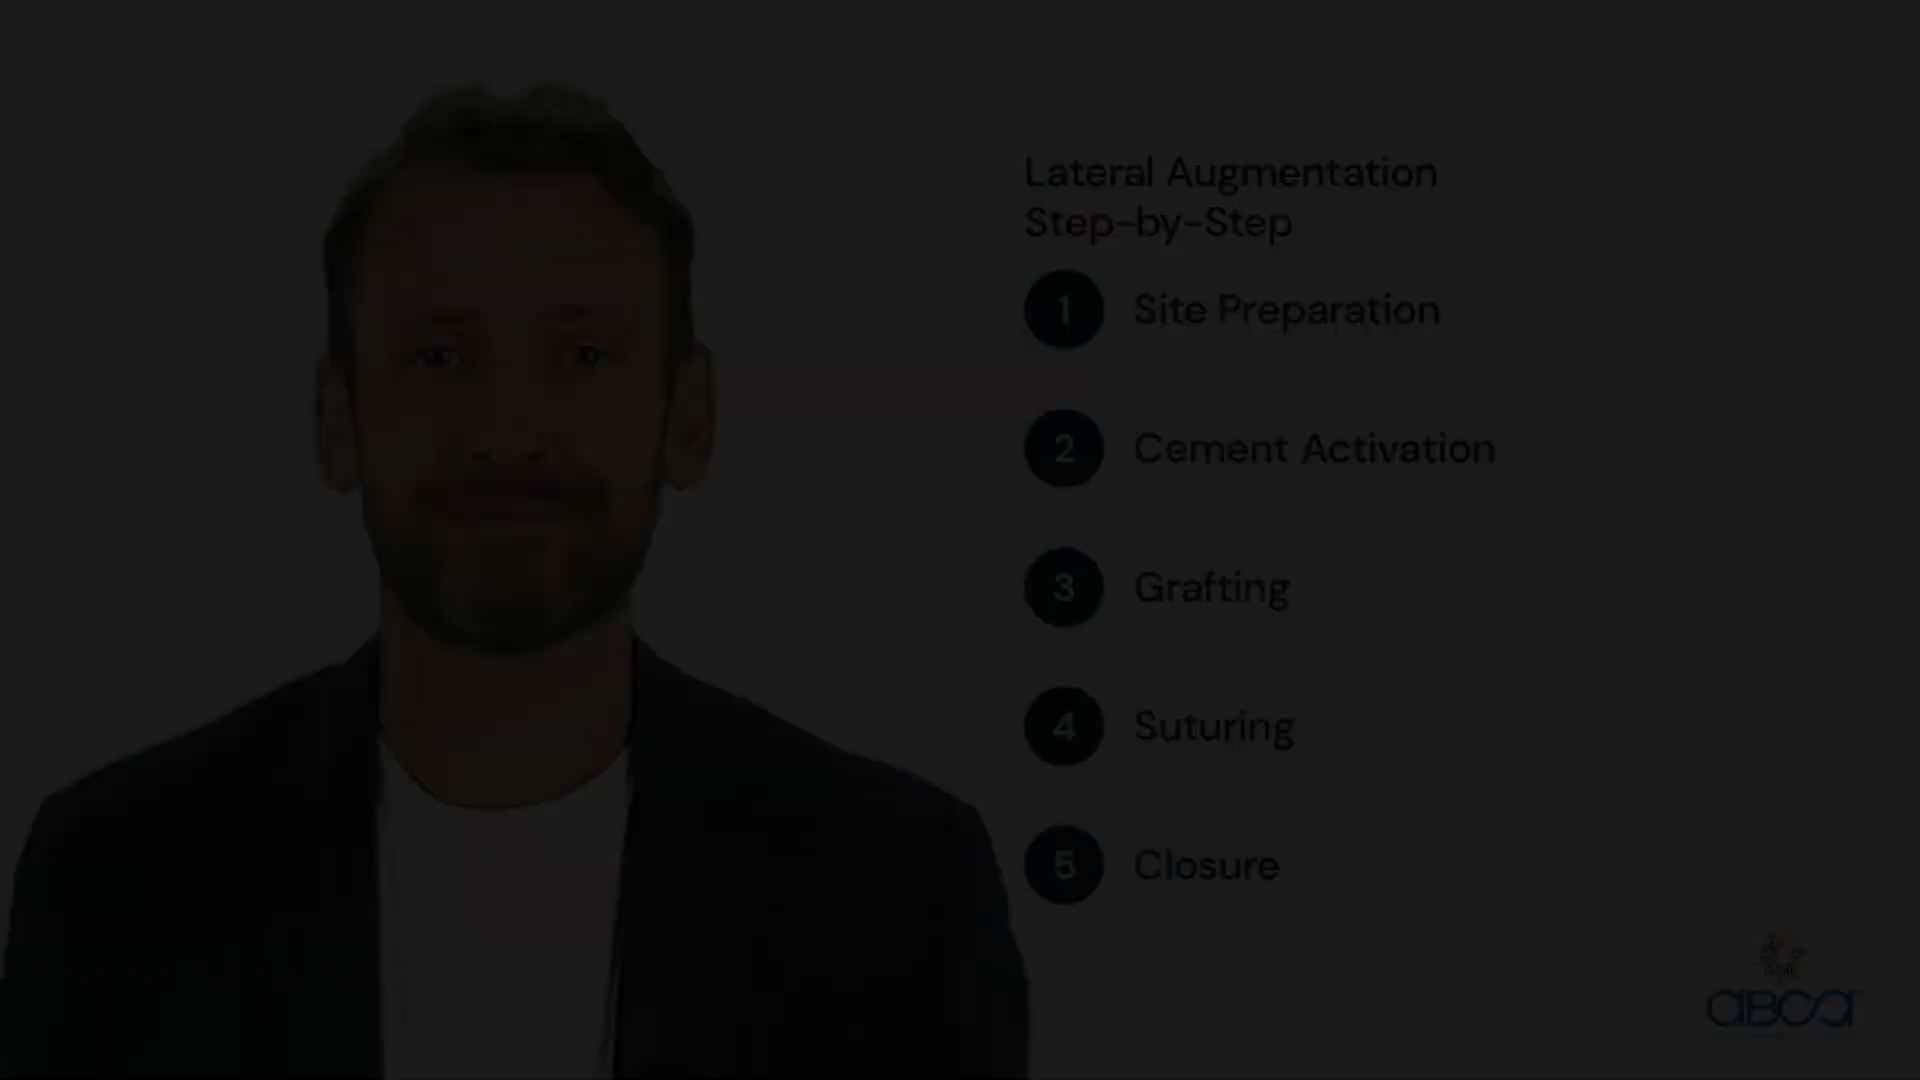 Lateral Augmentation
Step-by-Step
1 Site Preparation
2 Cement Activation
3 Grafting
4 Suturing
5 Closure
abca